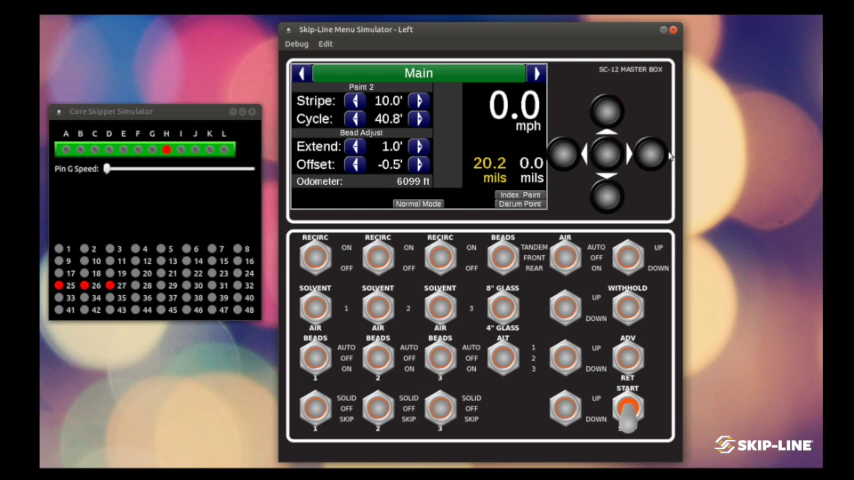 Skip-Line Menu Simulator - Left
Debug Edit
Main
SC-12 MASTER BOX
Paint 2
Stripe: 10.0'
Cycle: 40.8'
Bead Adjust
Extend: 1.0'
Offset: -0.5'
Odometer: 6099 ft
0.0
mph
20.2 0.0
mils mils
Index Paint
Normal Mode Datum Point
Core Skipper Simulator
A B C D E F G H I J K L
Pin G Speed:
1 2 3 4 5 6 7 8
9 10 11 12 13 14 15 16
17 18 19 20 21 22 23 24
25 26 27 28 29 30 31 32
33 34 35 36 37 38 39 40
41 42 43 44 45 46 47 48
RECIRC RECIRC RECIRC BEADS AIR
ON ON ON TANDEM AUTO UP
FRONT OFF
OFF OFF OFF REAR ON DOWN
SOLVENT SOLVENT SOLVENT 8" GLASS WITHHOLD
UP
1 2 3
DOWN
AIR AIR AIR 4" GLASS
BEADS BEADS BEADS ALT ADV
AUTO AUTO AUTO 1 UP
OFF OFF OFF 2
ON ON ON 3 DOWN
1 2 3 RET
START
SOLID SOLID SOLID UP
OFF OFF OFF
SKIP SKIP SKIP DOWN
1 2 3
SKIP-LINE